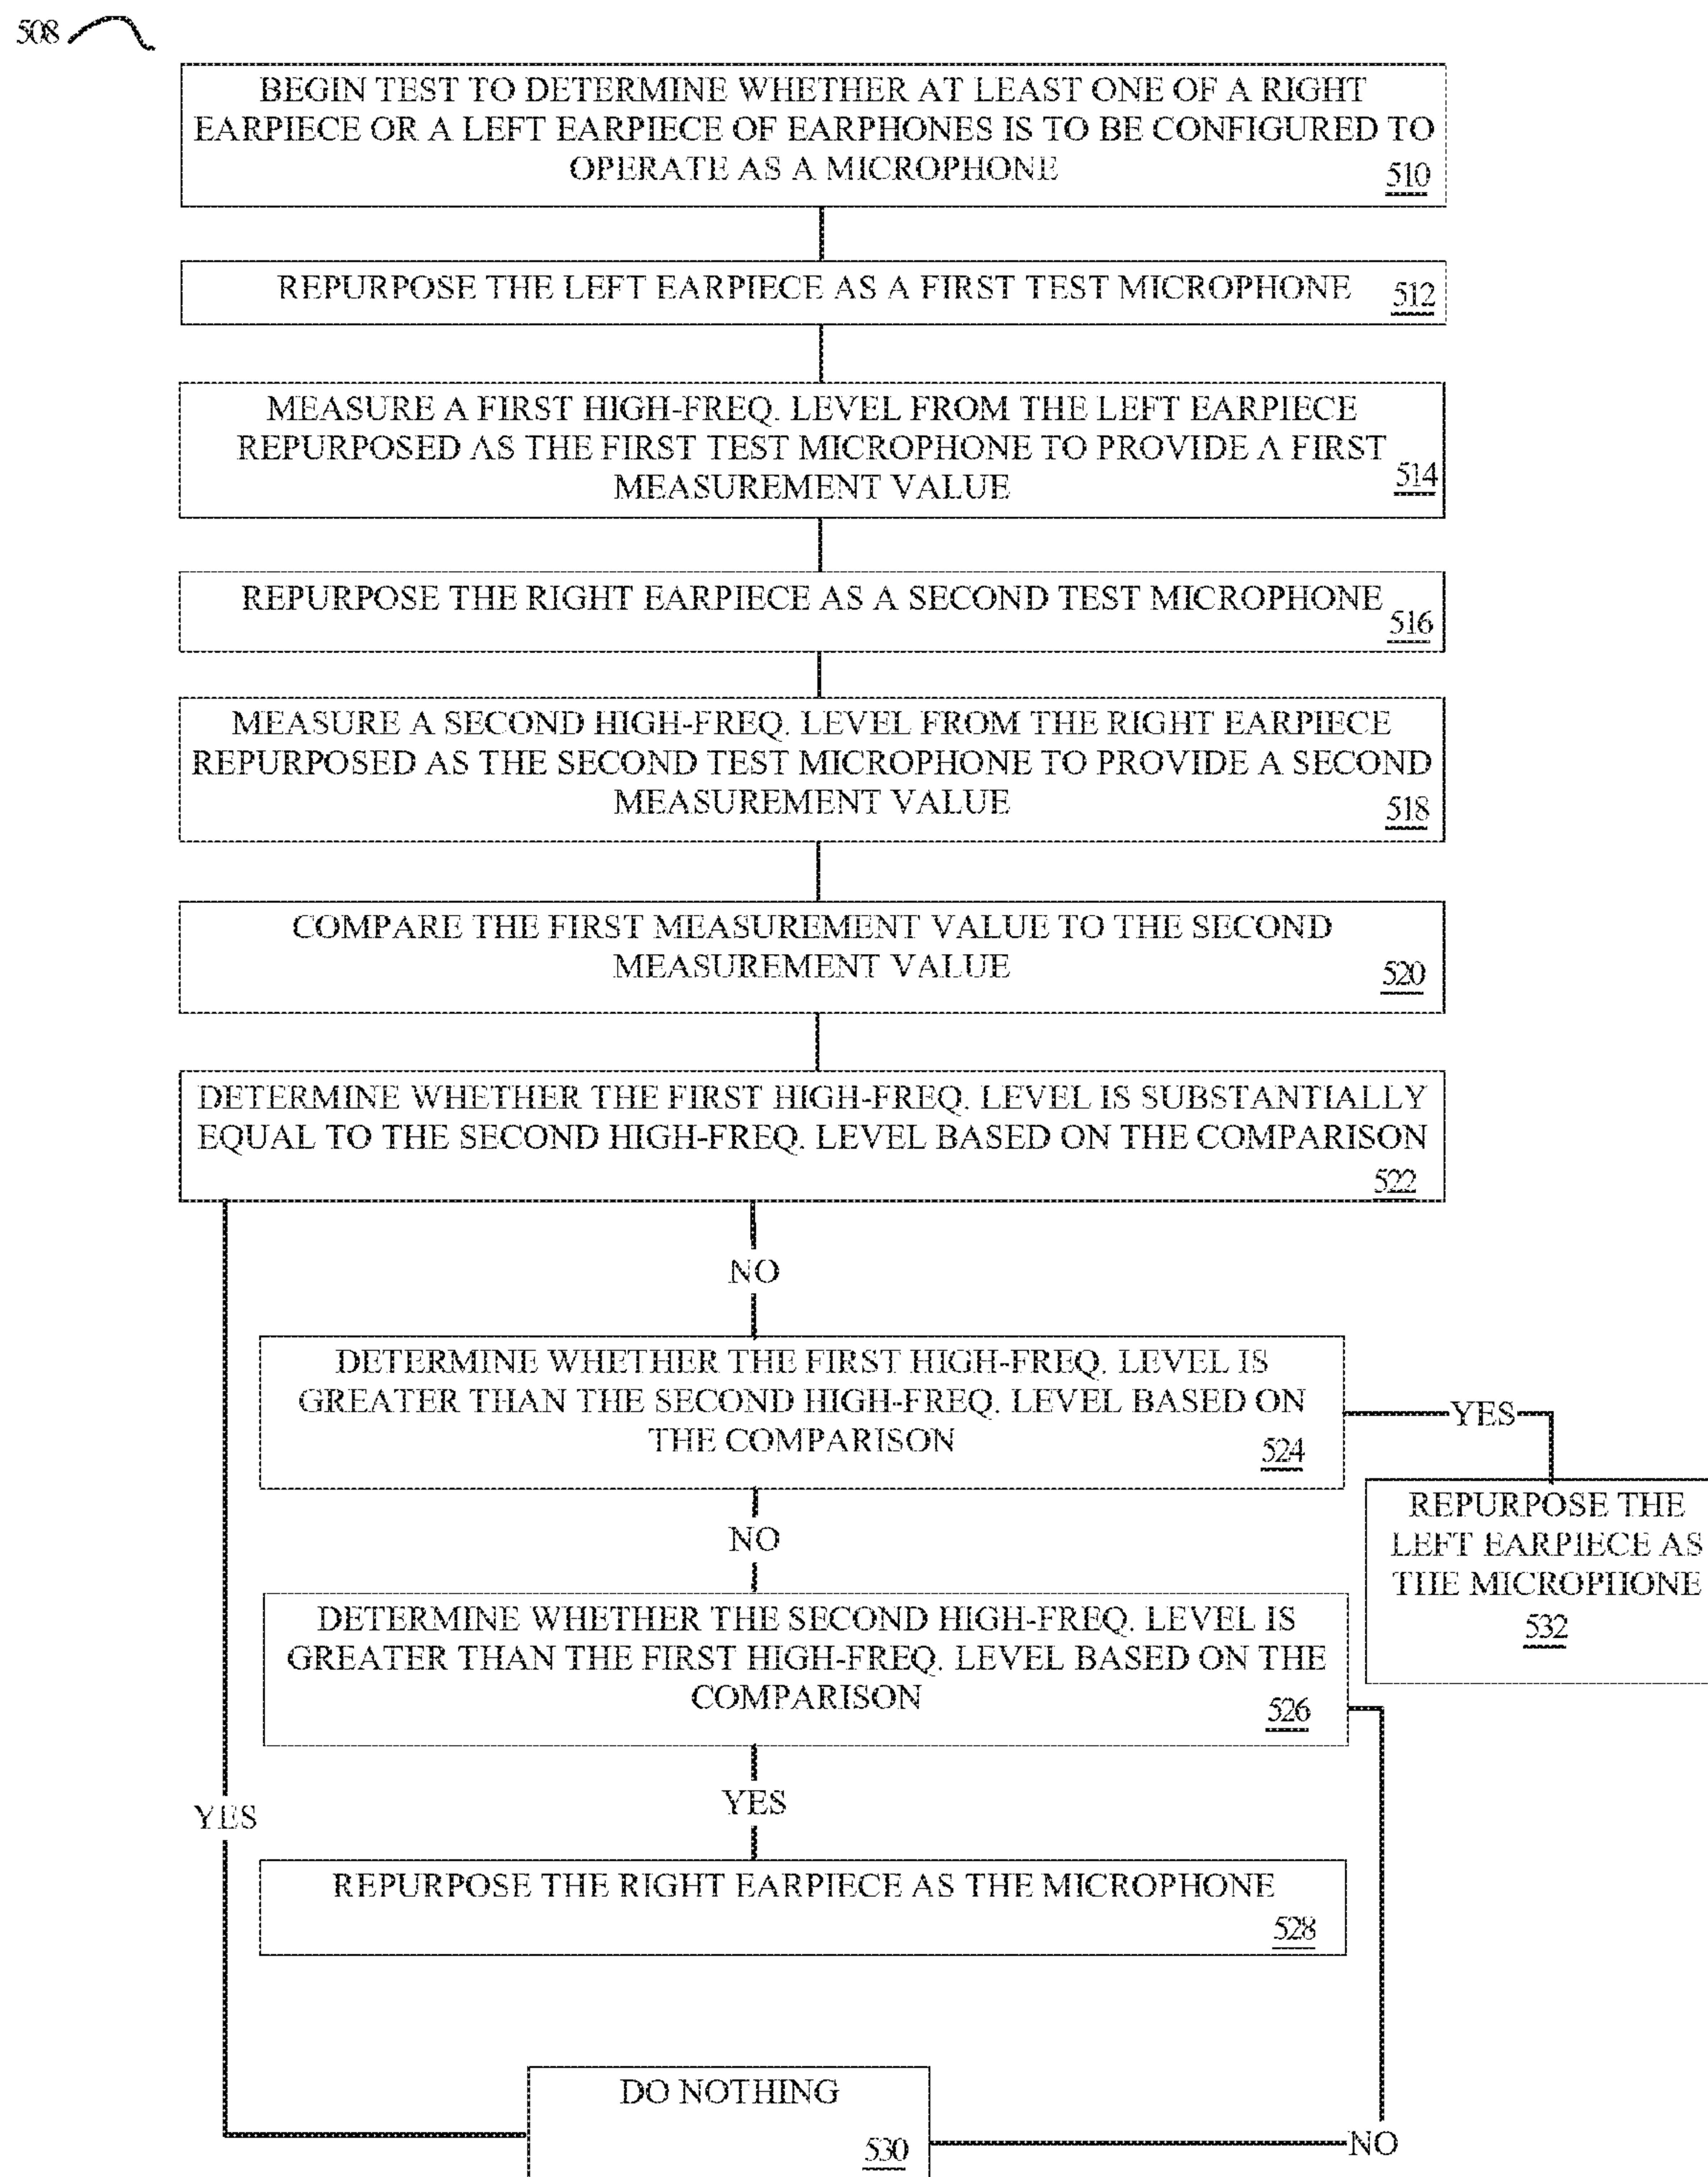 508
BEGIN TEST TO DETERMINE WHETHER AT LEAST ONE OF A RIGHT
EARPIECE OR A LEFT EARPIECE OF EARPHONES IS TO BE CONFIGURED TO
OPERATE AS A MICROPHONE
510
REPURPOSE THE LEFT EARPIECE AS A FIRST TEST MICROPHONE
512
MEASURE A FIRST HIGH-FREQ. LEVEL FROM THE LEFT EARPIECE
REPURPOSED AS THE FIRST TEST MICROPHONE TO PROVIDE A FIRST
MEASUREMENT VALUE
514
REPURPOSE THE RIGHT EARPIECE AS A SECOND TEST MICROPHONE
516
MEASURE A SECOND HIGH-FREQ. LEVEL FROM THE RIGHT EARPIECE
REPURPOSED AS THE SECOND TEST MICROPHONE TO PROVIDE A SECOND
MEASUREMENT VALUE
518
COMPARE THE FIRST MEASUREMENT VALUE TO THE SECOND
MEASUREMENT VALUE
520
DETERMINE WHETHER THE FIRST HIGH-FREQ. LEVEL IS SUBSTANTIALLY
EQUAL TO THE SECOND HIGH-FREQ. LEVEL BASED ON THE COMPARISON
522
NO
DETERMINE WHETHER THE FIRST HIGH-FREQ. LEVEL IS
GREATER THAN THE SECOND HIGH-FREQ. LEVEL BASED ON
THE COMPARISON
524
YES
REPURPOSE THE
LEFT EARPIECE AS
THE MICROPHONE
532
NO
DETERMINE WHETHER THE SECOND HIGH-FREQ. LEVEL IS
GREATER THAN THE FIRST HIGH-FREQ. LEVEL BASED ON THE
COMPARISON
526
YES
YES
REPURPOSE THE RIGHT EARPIECE AS THE MICROPHONE
528
DO NOTHING
530
NO